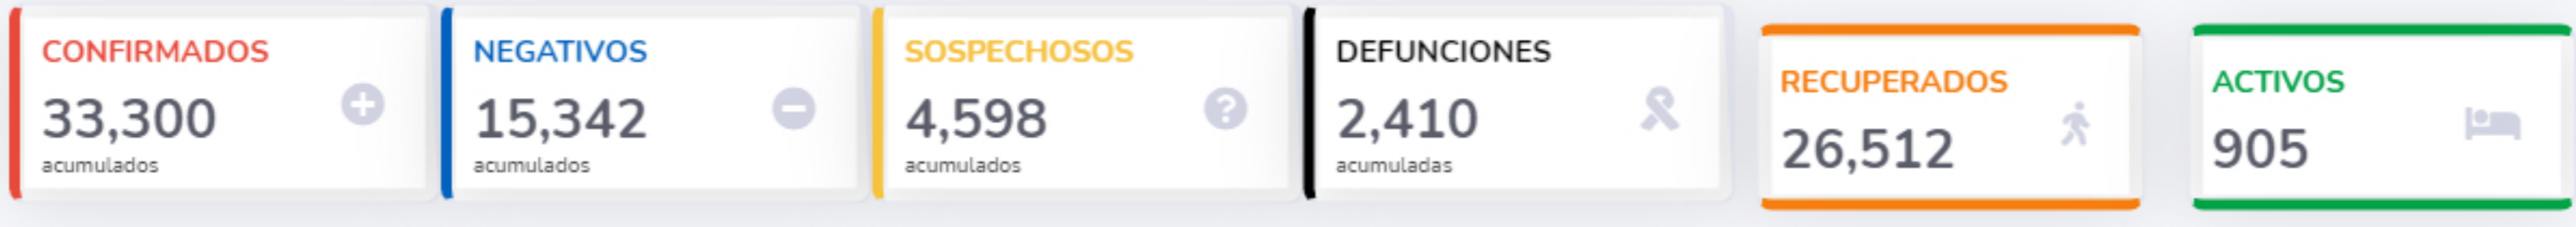 CONFIRMADOS
33,300
acumulados
NEGATIVOS
15,342
acumulados
SOSPECHOSOS
4,598
acumulados
DEFUNCIONES
2,410
acumuladas
RECUPERADOS
26,512
ACTIVOS
905